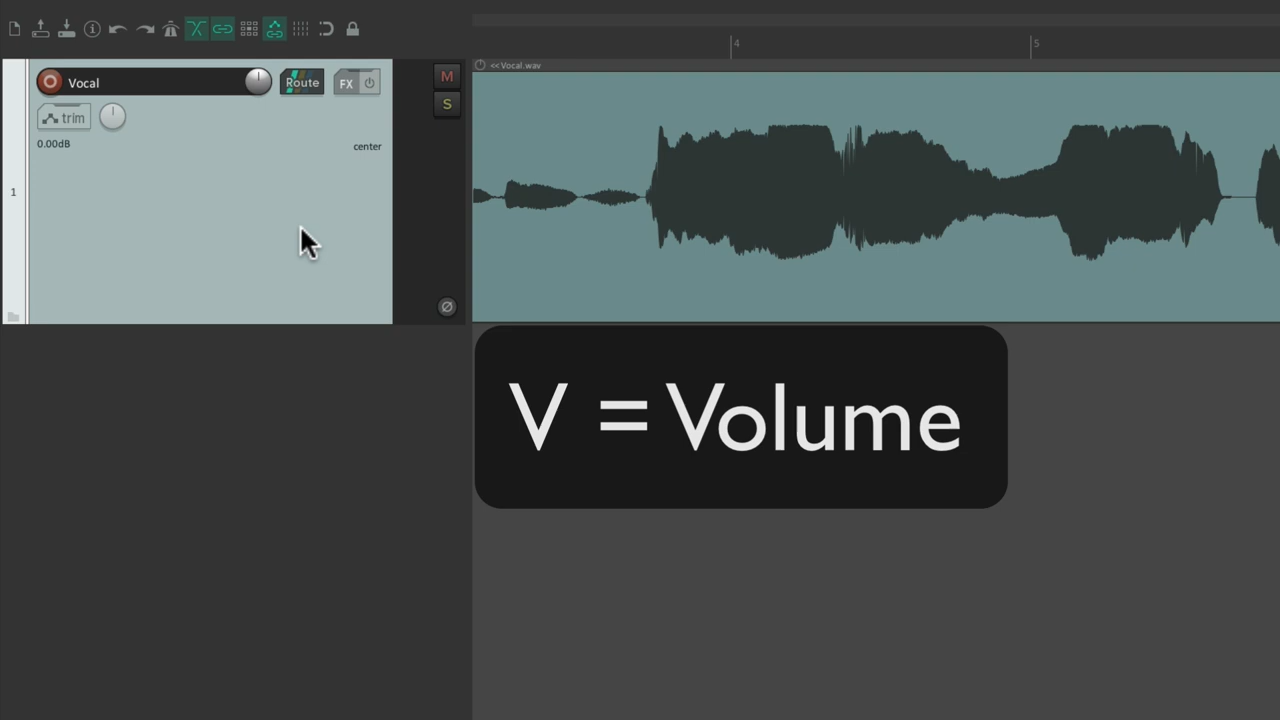 4
5
<<Vocal.wav
Vocal
Route
FX
M
trim
S
0.00dB
center
1
V = Volume